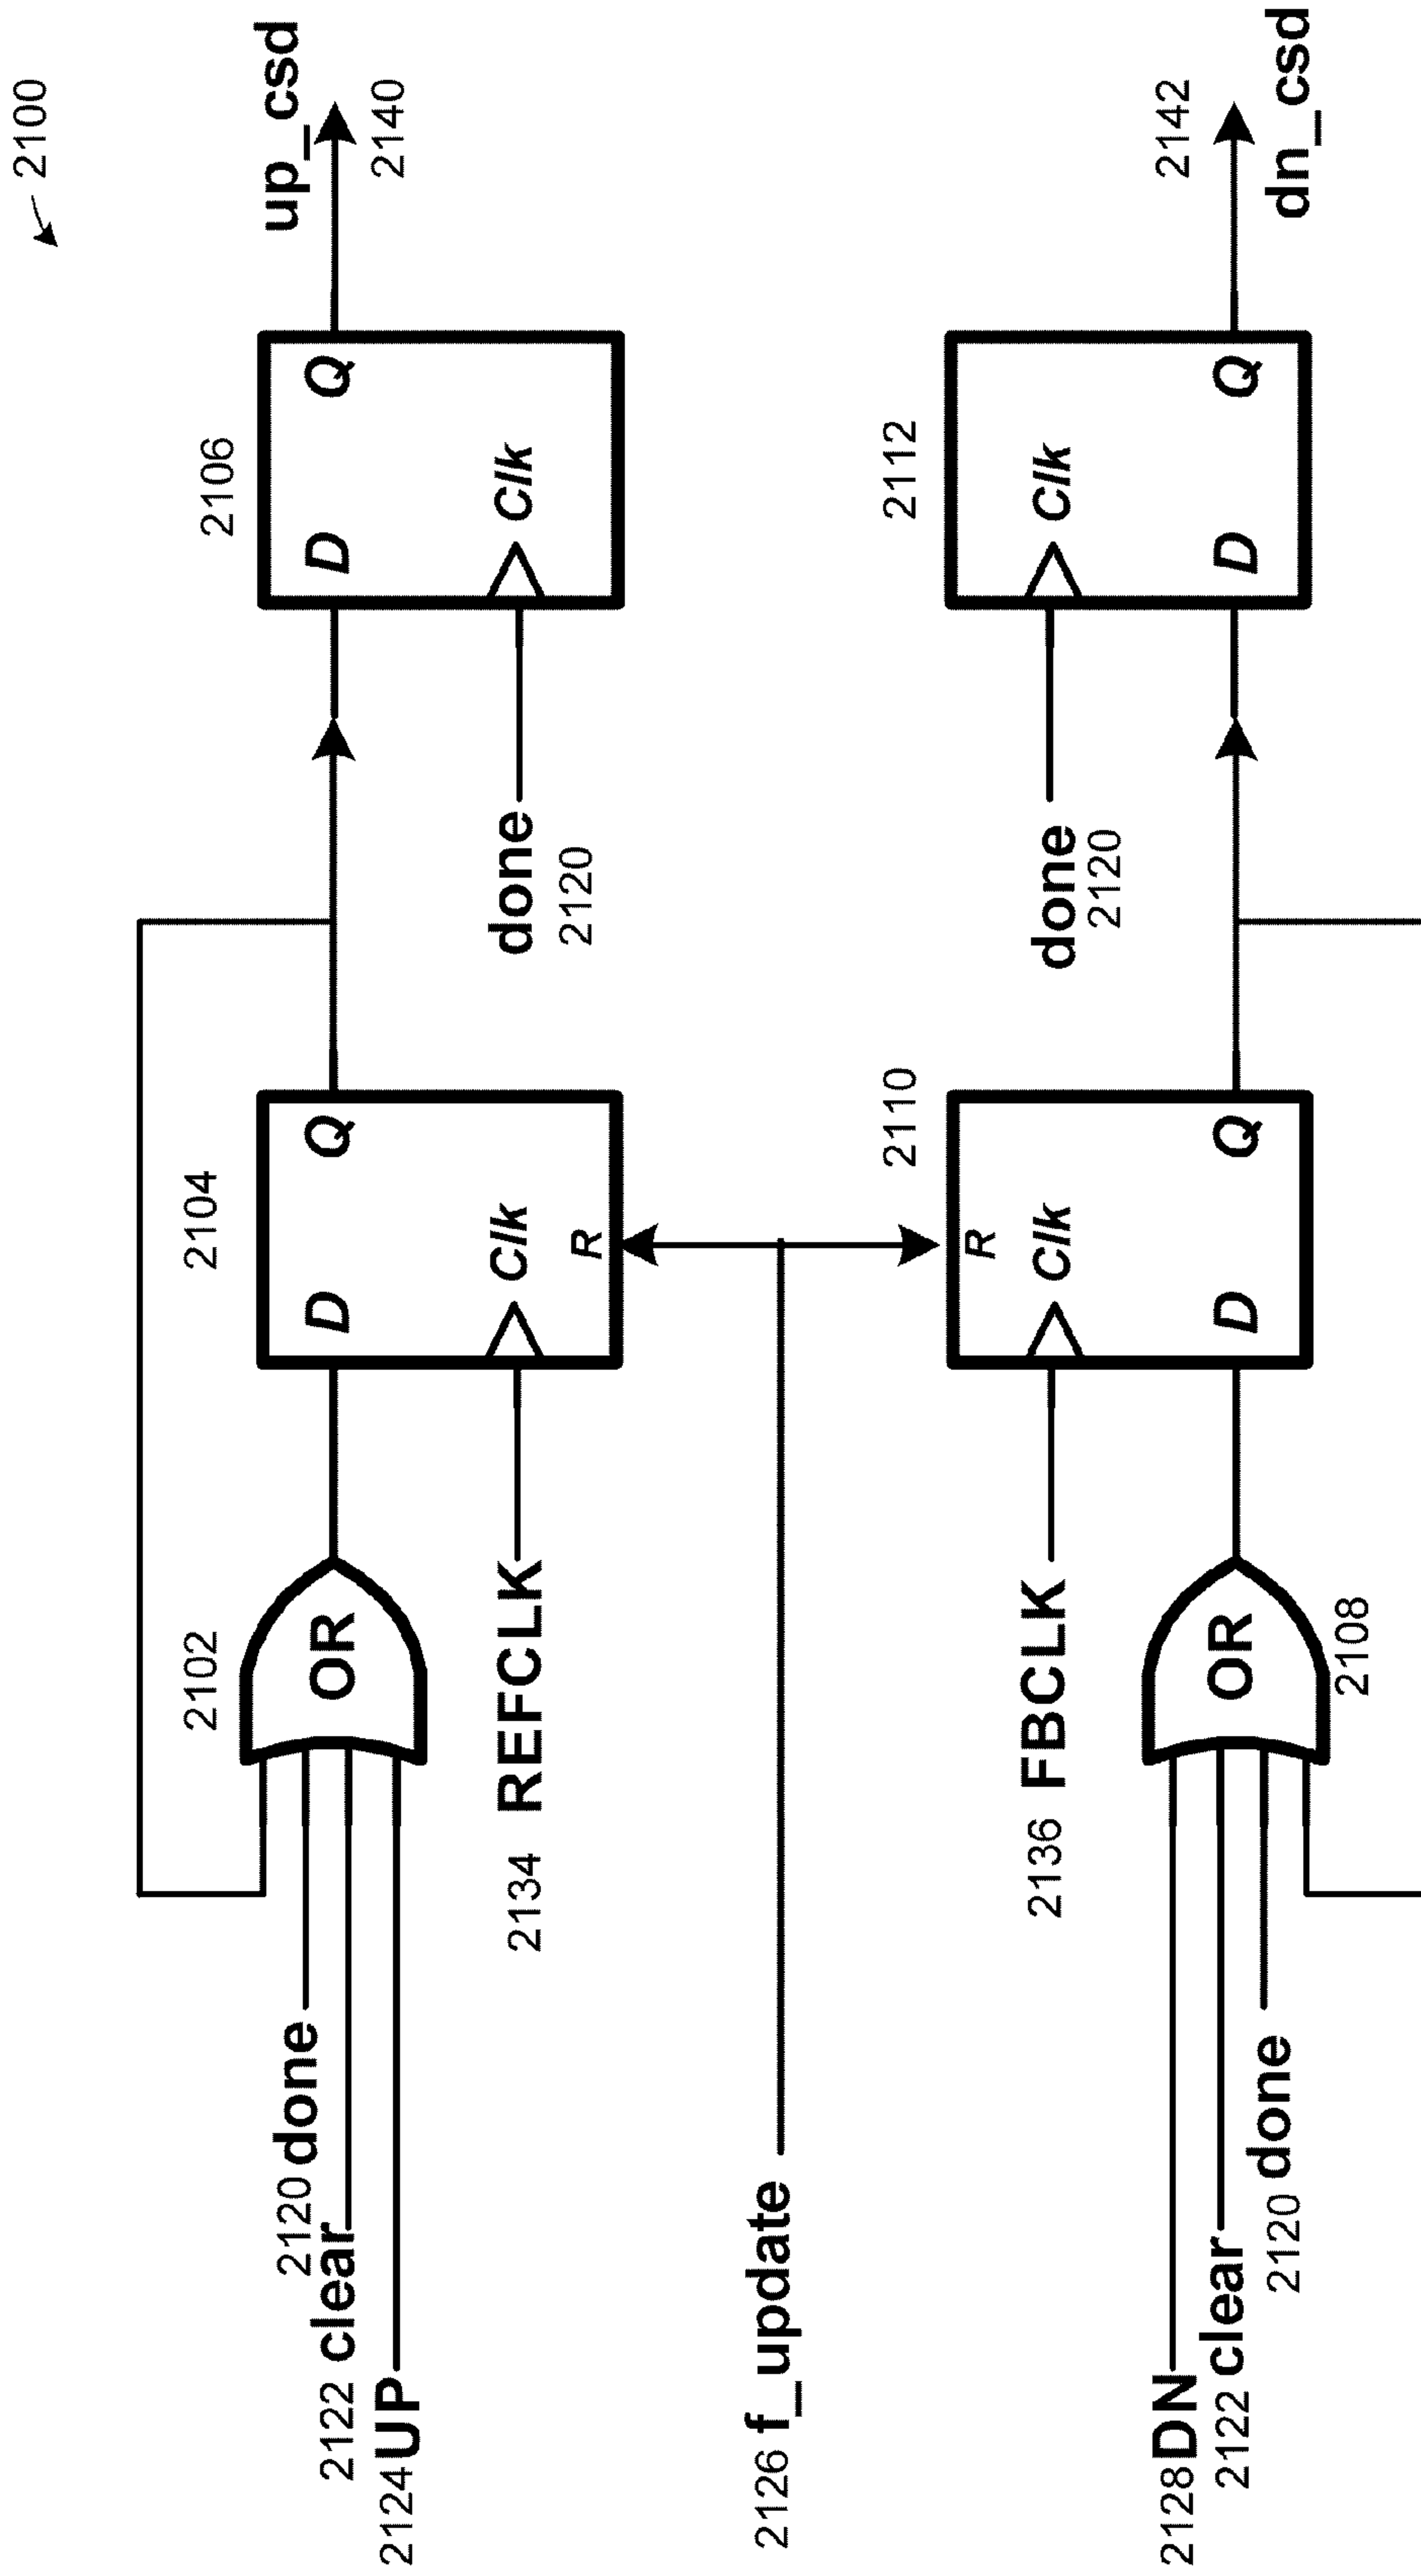 2100
up_csd
2140
2106
D
Q
Clk
done
2120
2104
D
Q
Clk
R
2102
OR
2120 done
2122 clear
2124 UP
2134 REFCLK
2126 f_update
2136 FBCLK
2110
R
Clk
D
Q
done
2120
2112
Clk
D
Q
2142
dn_csd
2128 DN
2122 clear
2120 done
OR
2108